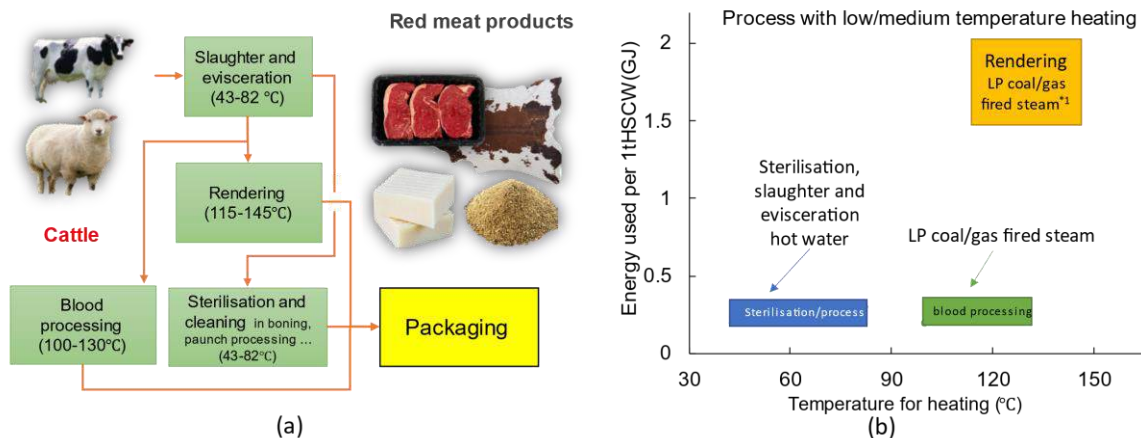 Red meat products
Slaughter and
evisceration
(43-82 ℃)
Rendering
(115-145℃)
Cattle
Blood
processing
(100-130℃)
Sterilisation and
cleaning in boning,
paunch processing ...
(43-82℃)
Packaging
(a)
Process with low/medium temperature heating
Energy used per 1tHSCW(GJ)
2
1.5
1
0.5
0
Rendering
LP coal/gas
fired steam*1
Sterilisation,
slaughter and
evisceration
hot water
LP coal/gas fired steam
Sterilisation/process
blood processing
30 60 90 120 150
Temperature for heating (℃)
(b)